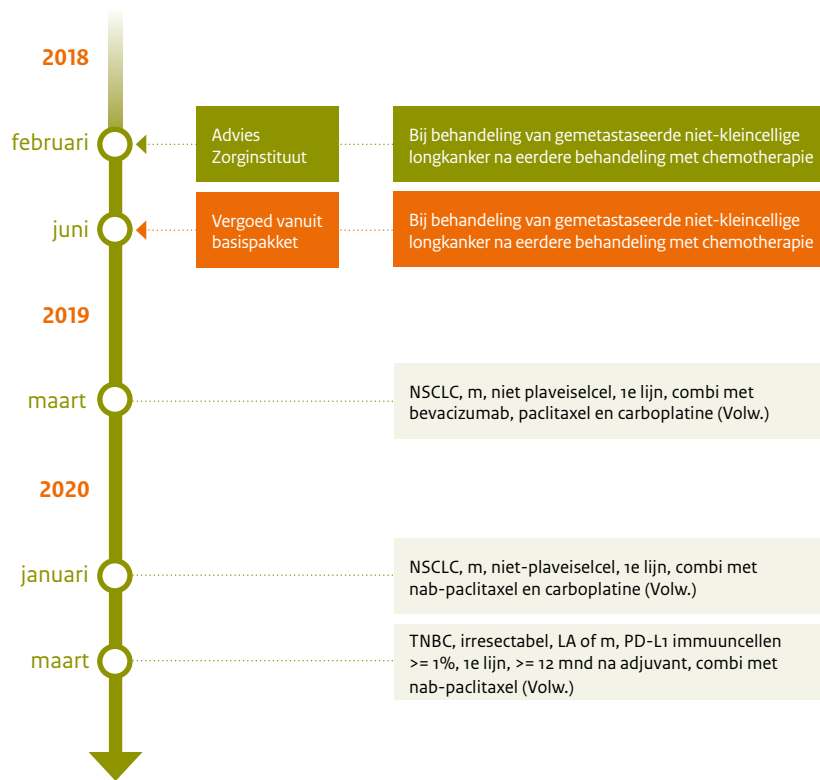 2018
februari
Advies
Zorginstituut
Bij behandeling van gemetastaseerde niet-kleincellige
longkanker na eerdere behandeling met chemotherapie
juni
Vergoed vanuit
basispakket
Bij behandeling van gemetastaseerde niet-kleincellige
longkanker na eerdere behandeling met chemotherapie
2019
maart
NSCLC, m, niet plaveiselcel, 1e lijn, combi met
bevacizumab, paclitaxel en carboplatine (Volw.)
2020
januari
NSCLC, m, niet-plaveiselcel, 1e lijn, combi met
nab-paclitaxel en carboplatine (Volw.)
maart
TNBC, irresectabel, LA of m, PD-L1 immuuncellen
>= 1%, 1e lijn, >= 12 mnd na adjuvant, combi met
nab-paclitaxel (Volw.)